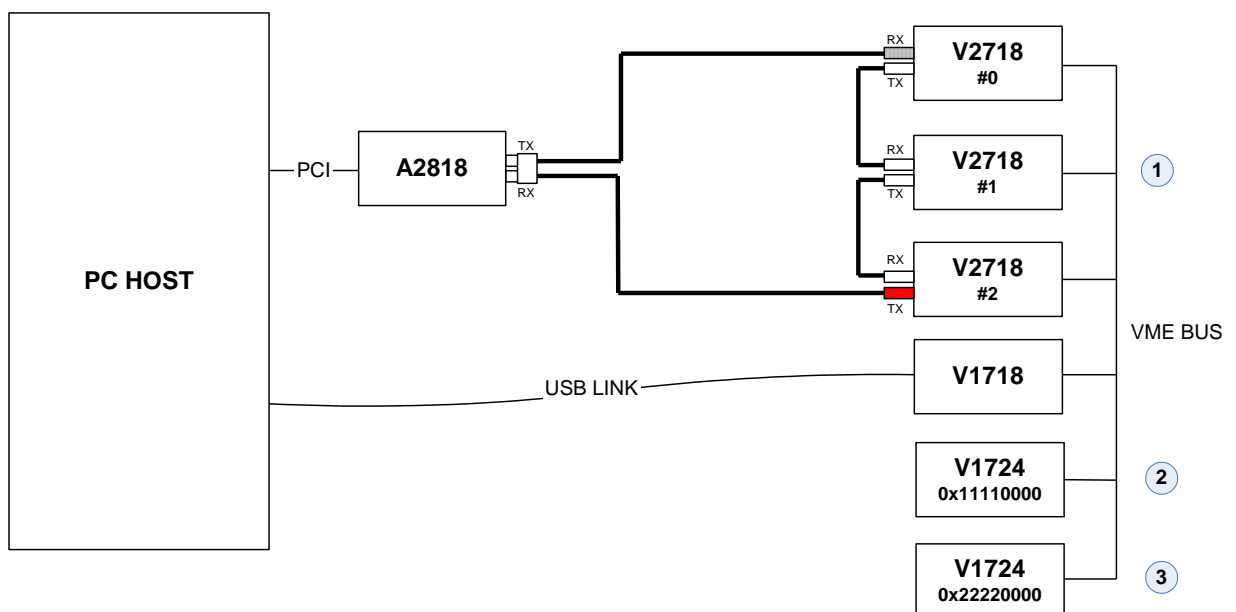 RX
V2718
#0
TX
TX
RX
PCI
A2818
V2718
#1
1
RX
TX
PC HOST
RX
V2718
#2
TX
VME BUS
USB LINK
V1718
V1724
0x11110000
2
V1724
0x22220000
3